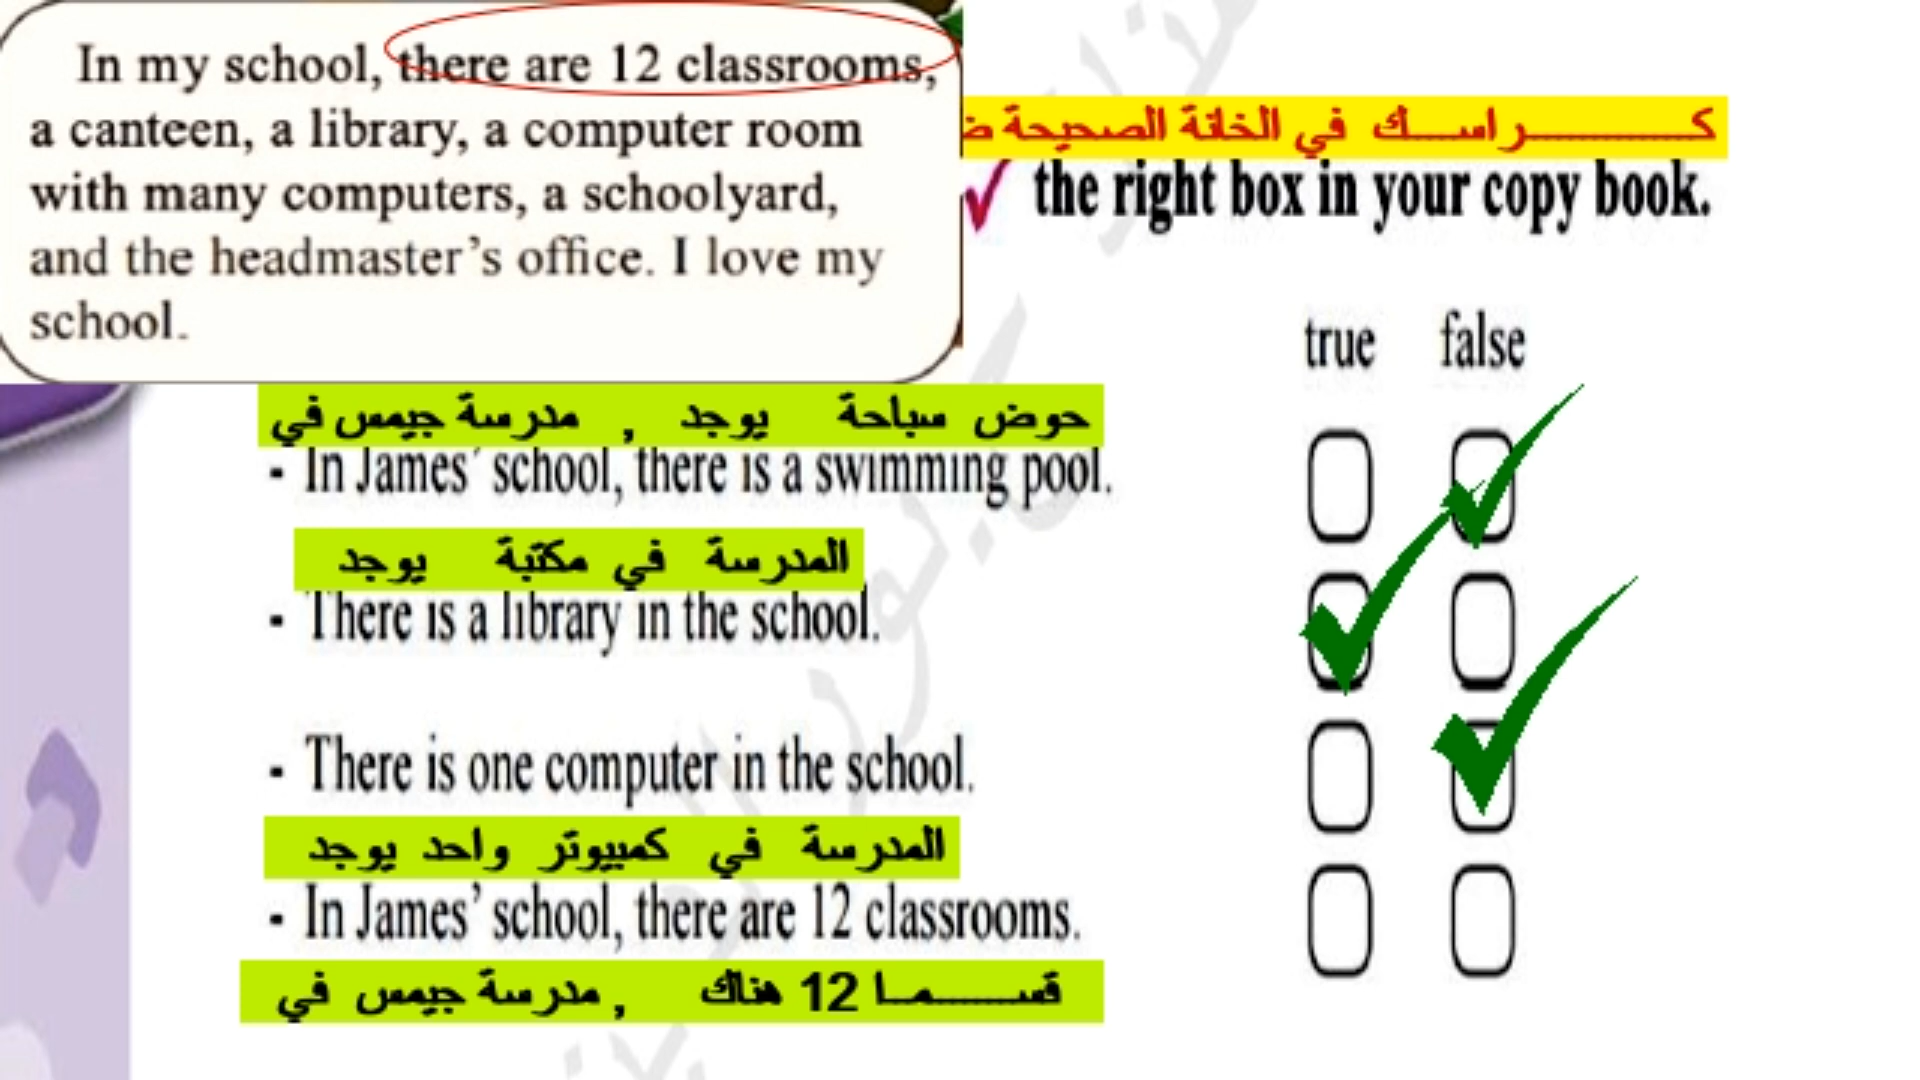 In my school, there are 12 classrooms,
a canteen, a library, a computer room
with many computers, a schoolyard,
and the headmaster's office. I love my
school.
كـــــــراســـك في الخانة الصحيحة
the right box in your copy book.
true false
حوض سباحة يوجد , مدرسة جيمس في
- In James' school, there is a swimming pool.
المدرسة في مكتبة يوجد
- There is a library in the school.
- There is one computer in the school.
المدرسة في كمبيوتر واحد يوجد
- In James' school, there are 12 classrooms.
قســـــما 12 هناك , مدرسة جيمس في